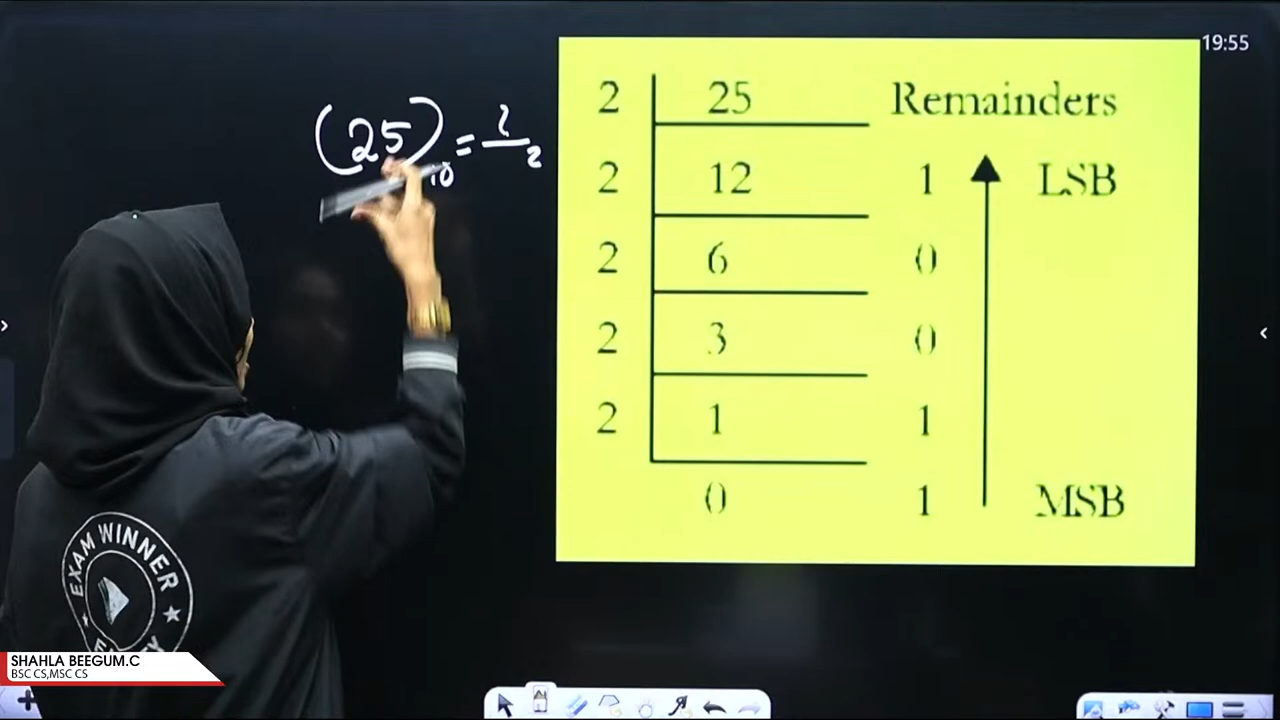 19:55
(25)₁₀ = ?/₂
2 25 Remainders
2 12 1 LSB
2 6 0
2 3 0
2 1 1
0 1 MSB
EXAM WINNER
SHAHLA BEEGUM.C
BSC CS,MSC CS